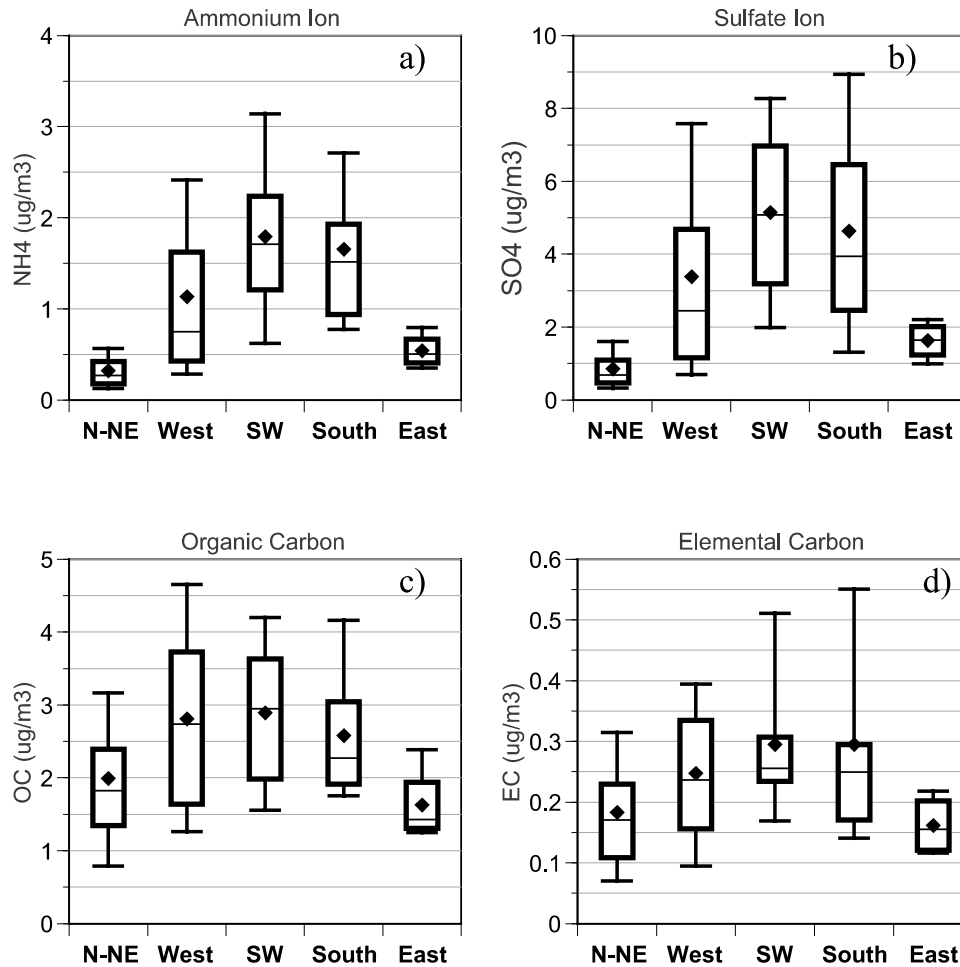 Ammonium Ion
a)
NH4 (ug/m3)
4
3
2
1
0
N-NE West SW South East
Sulfate Ion
b)
SO4 (ug/m3)
10
8
6
4
2
0
N-NE West SW South East
Organic Carbon
c)
OC (ug/m3)
5
4
3
2
1
0
N-NE West SW South East
Elemental Carbon
d)
EC (ug/m3)
0.6
0.5
0.4
0.3
0.2
0.1
0
N-NE West SW South East